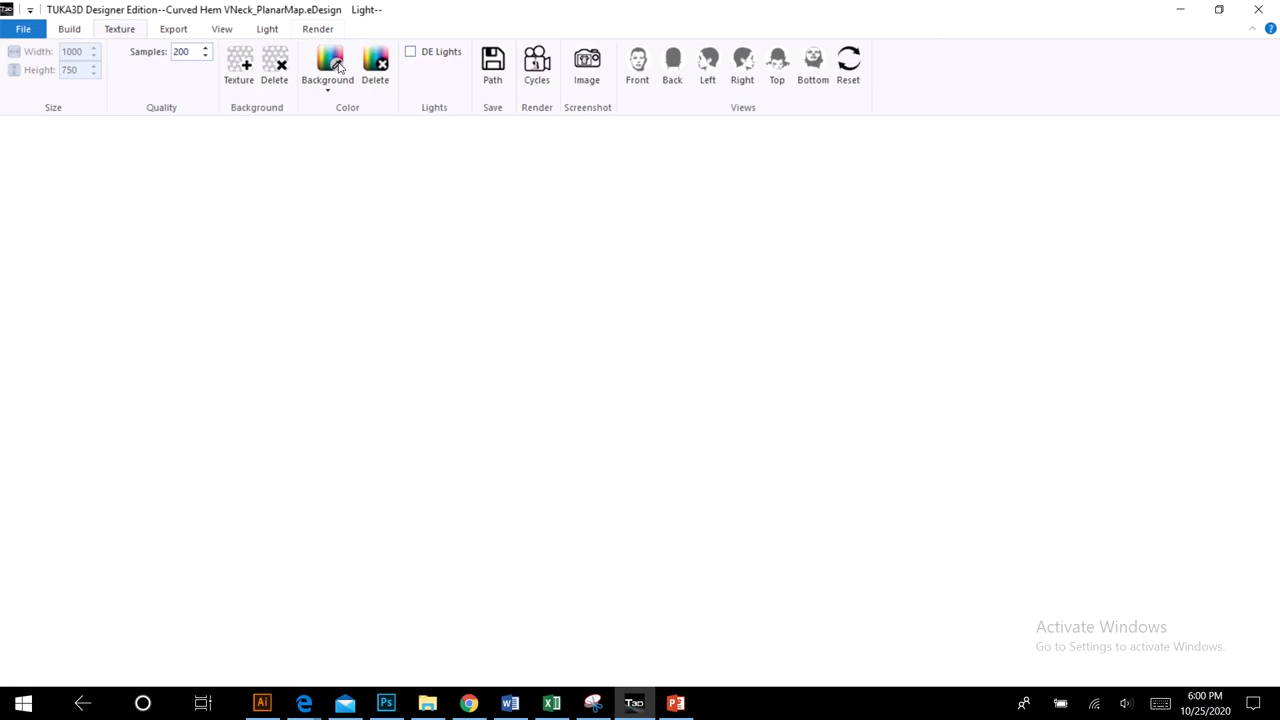 TUKA3D Designer Edition--Curved Hem VNeck_PlanarMap.eDesign Light--
File Build Texture Export View Light Render
Width: 1000 Samples: 200 DE Lights
Height: 750
Texture Delete Background Delete Path Cycles Image Front Back Left Right Top Bottom Reset
Size Quality Background Color Lights Save Render Screenshot Views
Activate Windows
Go to Settings to activate Windows.
6:00 PM
10/25/2020